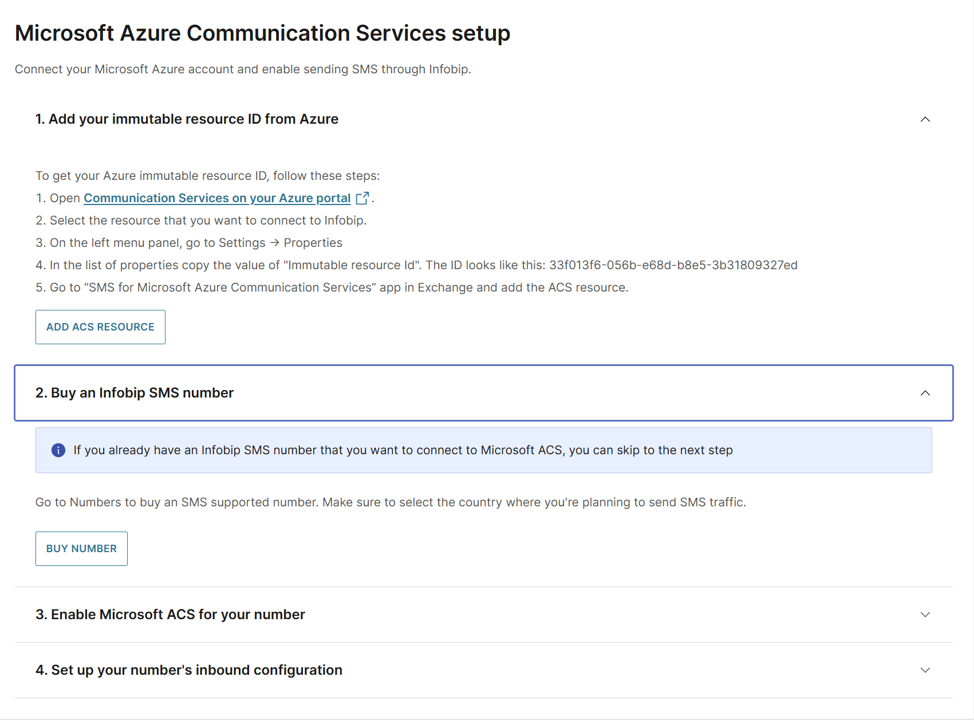 Microsoft Azure Communication Services setup
Connect your Microsoft Azure account and enable sending SMS through Infobip.
1. Add your immutable resource ID from Azure
To get your Azure immutable resource ID, follow these steps:
1. Open Communication Services on your Azure portal.
2. Select the resource that you want to connect to Infobip.
3. On the left menu panel, go to Settings → Properties
4. In the list of properties copy the value of "Immutable resource Id". The ID looks like this: 33f013f6-056b-e68d-b8e5-3b31809327ed
5. Go to “SMS for Microsoft Azure Communication Services” app in Exchange and add the ACS resource.
ADD ACS RESOURCE
2. Buy an Infobip SMS number
If you already have an Infobip SMS number that you want to connect to Microsoft ACS, you can skip to the next step
Go to Numbers to buy an SMS supported number. Make sure to select the country where you're planning to send SMS traffic.
BUY NUMBER
3. Enable Microsoft ACS for your number
4. Set up your number's inbound configuration